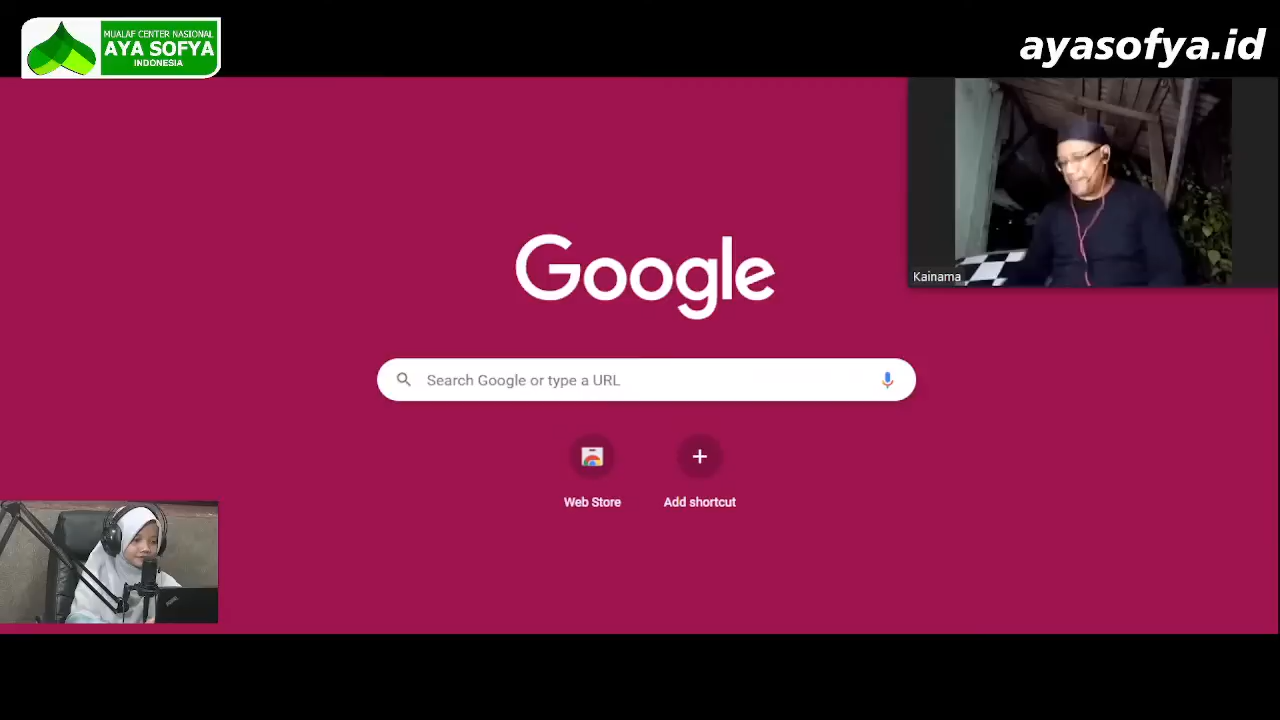 MUALAF CENTER NASIONAL
AYA SOFYA
INDONESIA
ayasofya.id
Kainama
Google
Search Google or type a URL
Web Store
Add shortcut